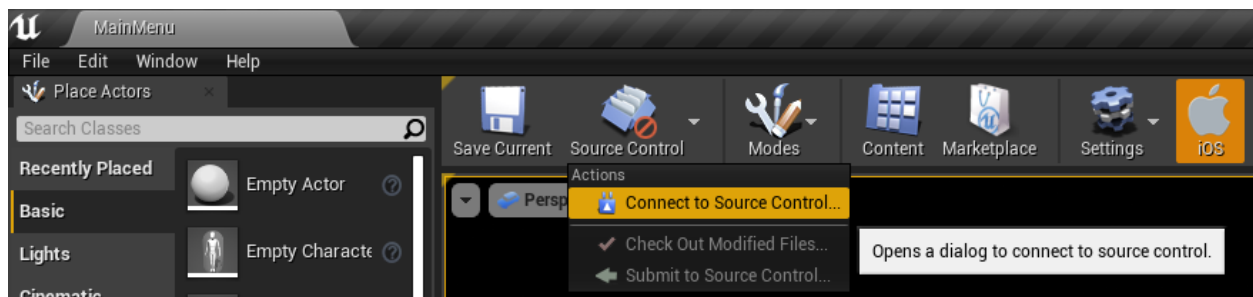 MainMenu
File Edit Window Help
Place Actors
Search Classes
Recently Placed
Basic
Lights
Cinematic
Empty Actor
Empty Characte
Save Current Source Control Modes Content Marketplace Settings iOS
Actions
Persp
Connect to Source Control...
Check Out Modified Files...
Submit to Source Control...
Opens a dialog to connect to source control.